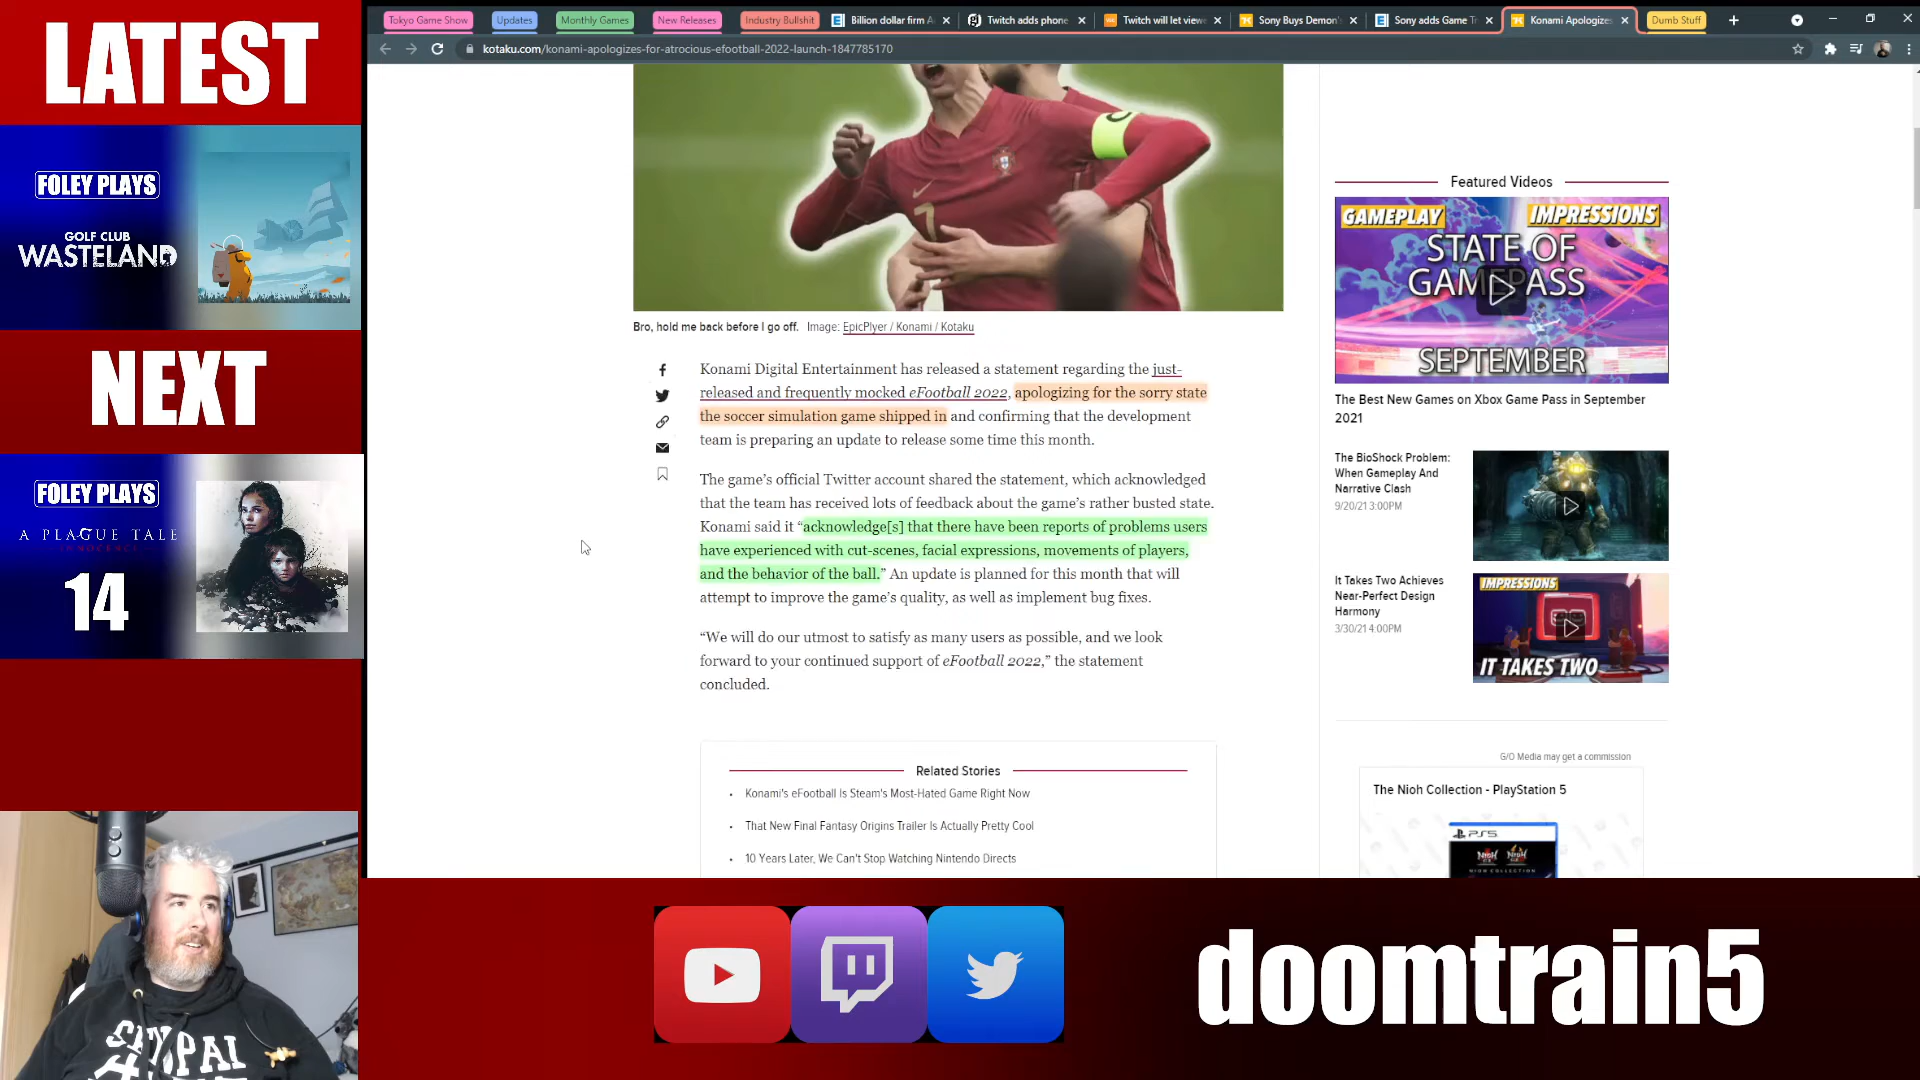 LATEST
FOLEY PLAYS
GOLF CLUB
WASTELAND
NEXT
FOLEY PLAYS
A PLAGUE TALE
INNOCENCE
14
Tokyo Game Show
Updates
Monthly Games
New Releases
Industry Bullshit
Billion dollar firm
Twitch adds phone
Twitch will let view
Sony Buys Demon's
Sony adds Game T
Konami Apologize
Dumb Stuff
kotaku.com/konami-apologizes-for-atrocious-efootball-2022-launch-1847785170
7
Bro, hold me back before I go off. Image: EpicPlyer / Konami / Kotaku
Konami Digital Entertainment has released a statement regarding the just-
released and frequently mocked eFootball 2022, apologizing for the sorry state
the soccer simulation game shipped in and confirming that the development
team is preparing an update to release some time this month.
The game's official Twitter account shared the statement, which acknowledged
that the team has received lots of feedback about the game's rather busted state.
Konami said it “acknowledge[s] that there have been reports of problems users
have experienced with cut-scenes, facial expressions, movements of players,
and the behavior of the ball.” An update is planned for this month that will
attempt to improve the game's quality, as well as implement bug fixes.
“We will do our utmost to satisfy as many users as possible, and we look
forward to your continued support of eFootball 2022,” the statement
concluded.
Related Stories
Konami's eFootball Is Steam's Most-Hated Game Right Now
That New Final Fantasy Origins Trailer Is Actually Pretty Cool
10 Years Later, We Can't Stop Watching Nintendo Directs
Featured Videos
GAMEPLAY IMPRESSIONS
STATE OF
GAMEPASS
SEPTEMBER
The Best New Games on Xbox Game Pass in September
2021
The BioShock Problem:
When Gameplay And
Narrative Clash
9/20/21 3:00PM
It Takes Two Achieves
Near-Perfect Design
Harmony
3/30/21 4:00PM
IMPRESSIONS
IT TAKES TWO
G/O Media may get a commission
The Nioh Collection - PlayStation 5
PS5
NIOH COLLECTION
doomtrain5